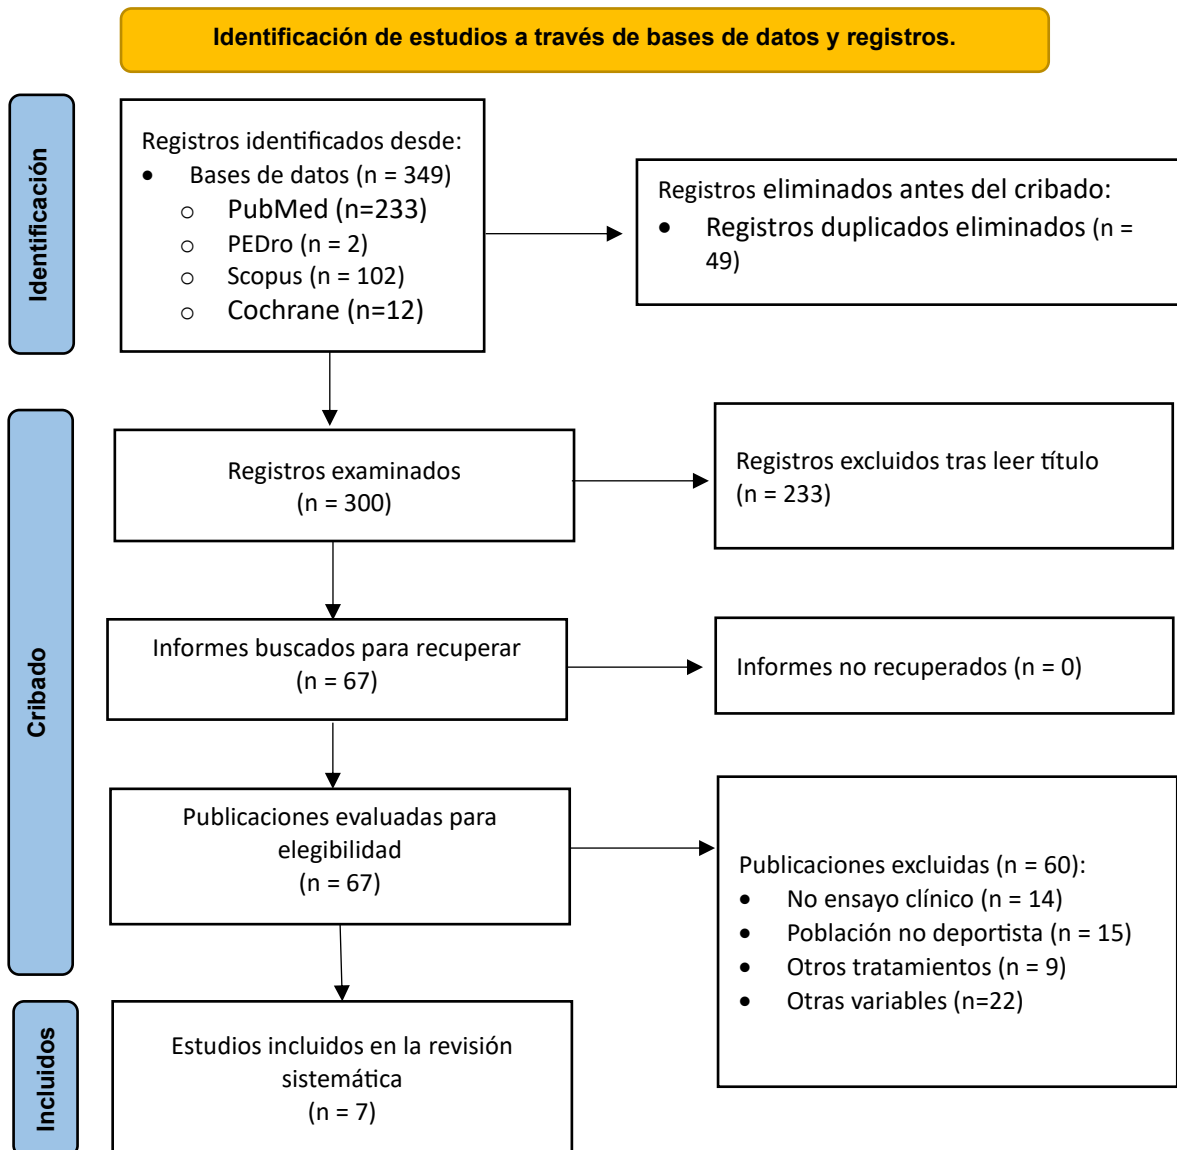 Identificación de estudios a través de bases de datos y registros.
Identificación
Registros identificados desde:
• Bases de datos (n = 349)
o PubMed (n=233)
o PEDro (n = 2)
o Scopus (n = 102)
o Cochrane (n=12)
Registros eliminados antes del cribado:
• Registros duplicados eliminados (n =
49)
Cribado
Registros examinados
(n = 300)
Registros excluidos tras leer título
(n = 233)
Informes buscados para recuperar
(n = 67)
Informes no recuperados (n = 0)
Publicaciones evaluadas para
elegibilidad
(n = 67)
Publicaciones excluidas (n = 60):
• No ensayo clínico (n = 14)
• Población no deportista (n = 15)
• Otros tratamientos (n = 9)
• Otras variables (n=22)
Incluidos
Estudios incluidos en la revisión
sistemática
(n = 7)